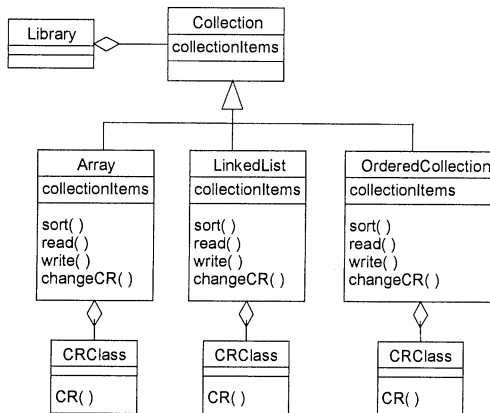 Library
Collection
collectionItems
Array
collectionItems
sort( )
read( )
write( )
changeCR( )
LinkedList
collectionItems
sort( )
read( )
write( )
changeCR( )
OrderedCollection
collectionItems
sort( )
read( )
write( )
changeCR( )
CRClass
CR( )
CRClass
CR( )
CRClass
CR( )